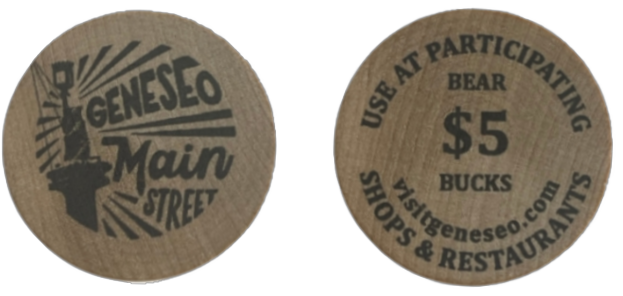 GENESEO
Main
STREET
USE AT PARTICIPATING
BEAR
$5
BUCKS
visitgeneseo.com
SHOPS & RESTAURANTS